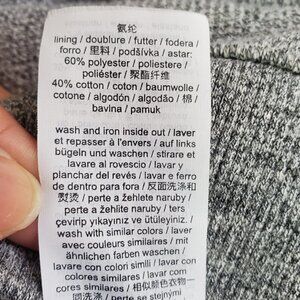 氨纶
lining / doublure / futter / fodera /
forro / 里料 / podšívka / astar:
60% polyester / poliestere /
poliéster / 聚酯纤维
40% cotton / coton / baumwolle /
cotone / algodón / algodão / 棉 /
bavlna / pamuk
wash and iron inside out / laver
et repasser à l'envers / auf links
bügeln und waschen / stirare et
lavare al rovescio / lavar y
planchar del revés / lavar e ferro
de dentro para fora / 反面洗涤和
熨烫 / perte a žehlete naruby / ters
çevirip yıkayınız ve ütüleyiniz. /
wash with similar colors / laver
avec couleurs similaires / mit
ähnlichen farben waschen /
lavare con colori simili / lavar
con colores similares / lavar com
cores similares / 相似颜色衣物
同洗涤 / perte se stejnými